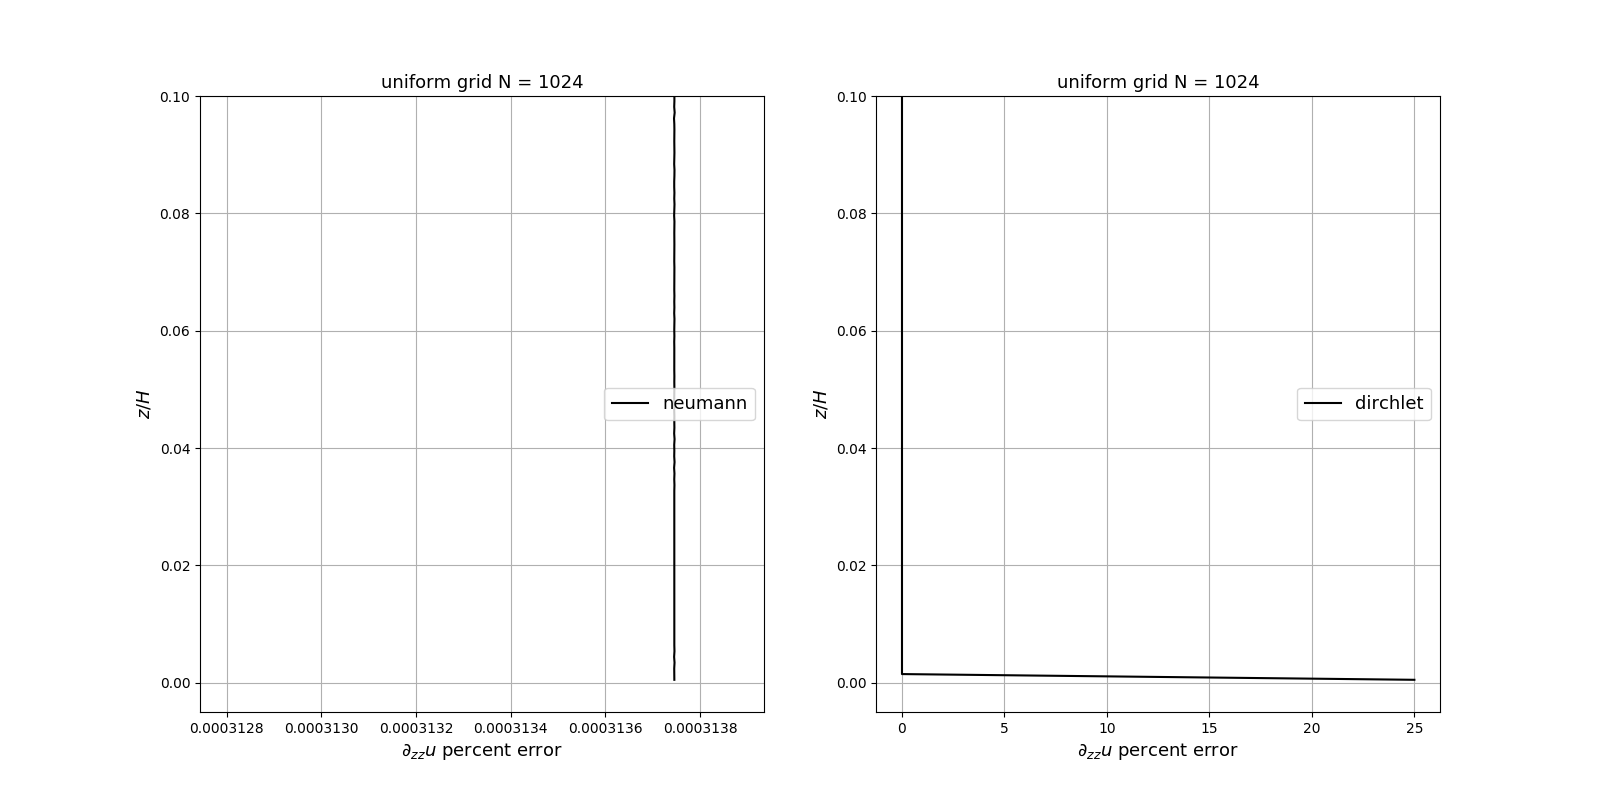 uniform grid N = 1024
0.10
0.08
0.06
0.04
0.02
0.00
z/H
neumann
0.0003128 0.0003130 0.0003132 0.0003134 0.0003136 0.0003138
∂zzu percent error
uniform grid N = 1024
0.10
0.08
0.06
0.04
0.02
0.00
z/H
dirchlet
0 5 10 15 20 25
∂zzu percent error